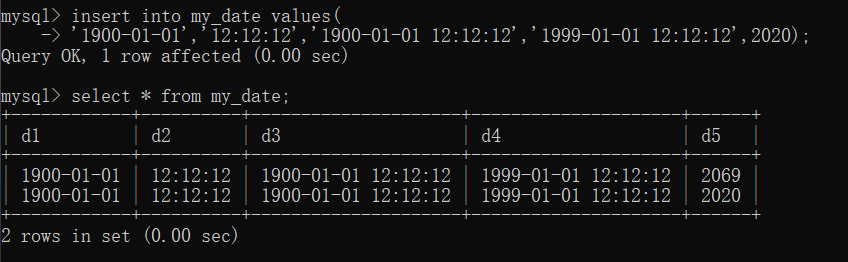 mysql> insert into my_date values(
    -> '1900-01-01','12:12:12','1900-01-01 12:12:12','1999-01-01 12:12:12',2020);
Query OK, 1 row affected (0.00 sec)
mysql> select * from my_date;
+------------+----------+---------------------+---------------------+------+
| d1         | d2       | d3                  | d4                  | d5   |
+------------+----------+---------------------+---------------------+------+
| 1900-01-01 | 12:12:12 | 1900-01-01 12:12:12 | 1999-01-01 12:12:12 | 2069 |
| 1900-01-01 | 12:12:12 | 1900-01-01 12:12:12 | 1999-01-01 12:12:12 | 2020 |
+------------+----------+---------------------+---------------------+------+
2 rows in set (0.00 sec)